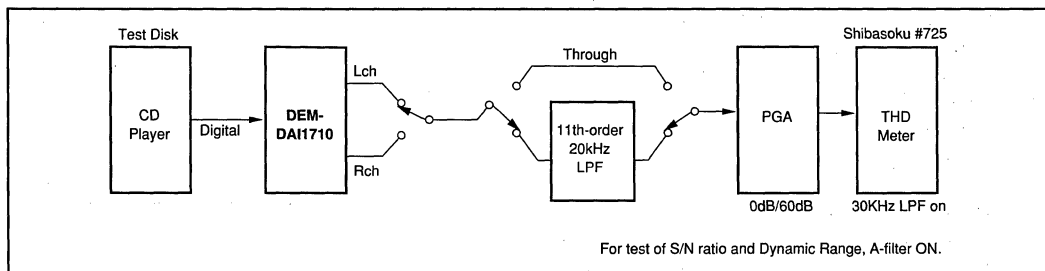 Test Disk
CD
Player
Digital
DEM-
DAI1710
Lch
Rch
Through
11th-order
20kHz
LPF
PGA
0dB/60dB
Shibasoku #725
THD
Meter
30KHz LPF on
For test of S/N ratio and Dynamic Range, A-filter ON.